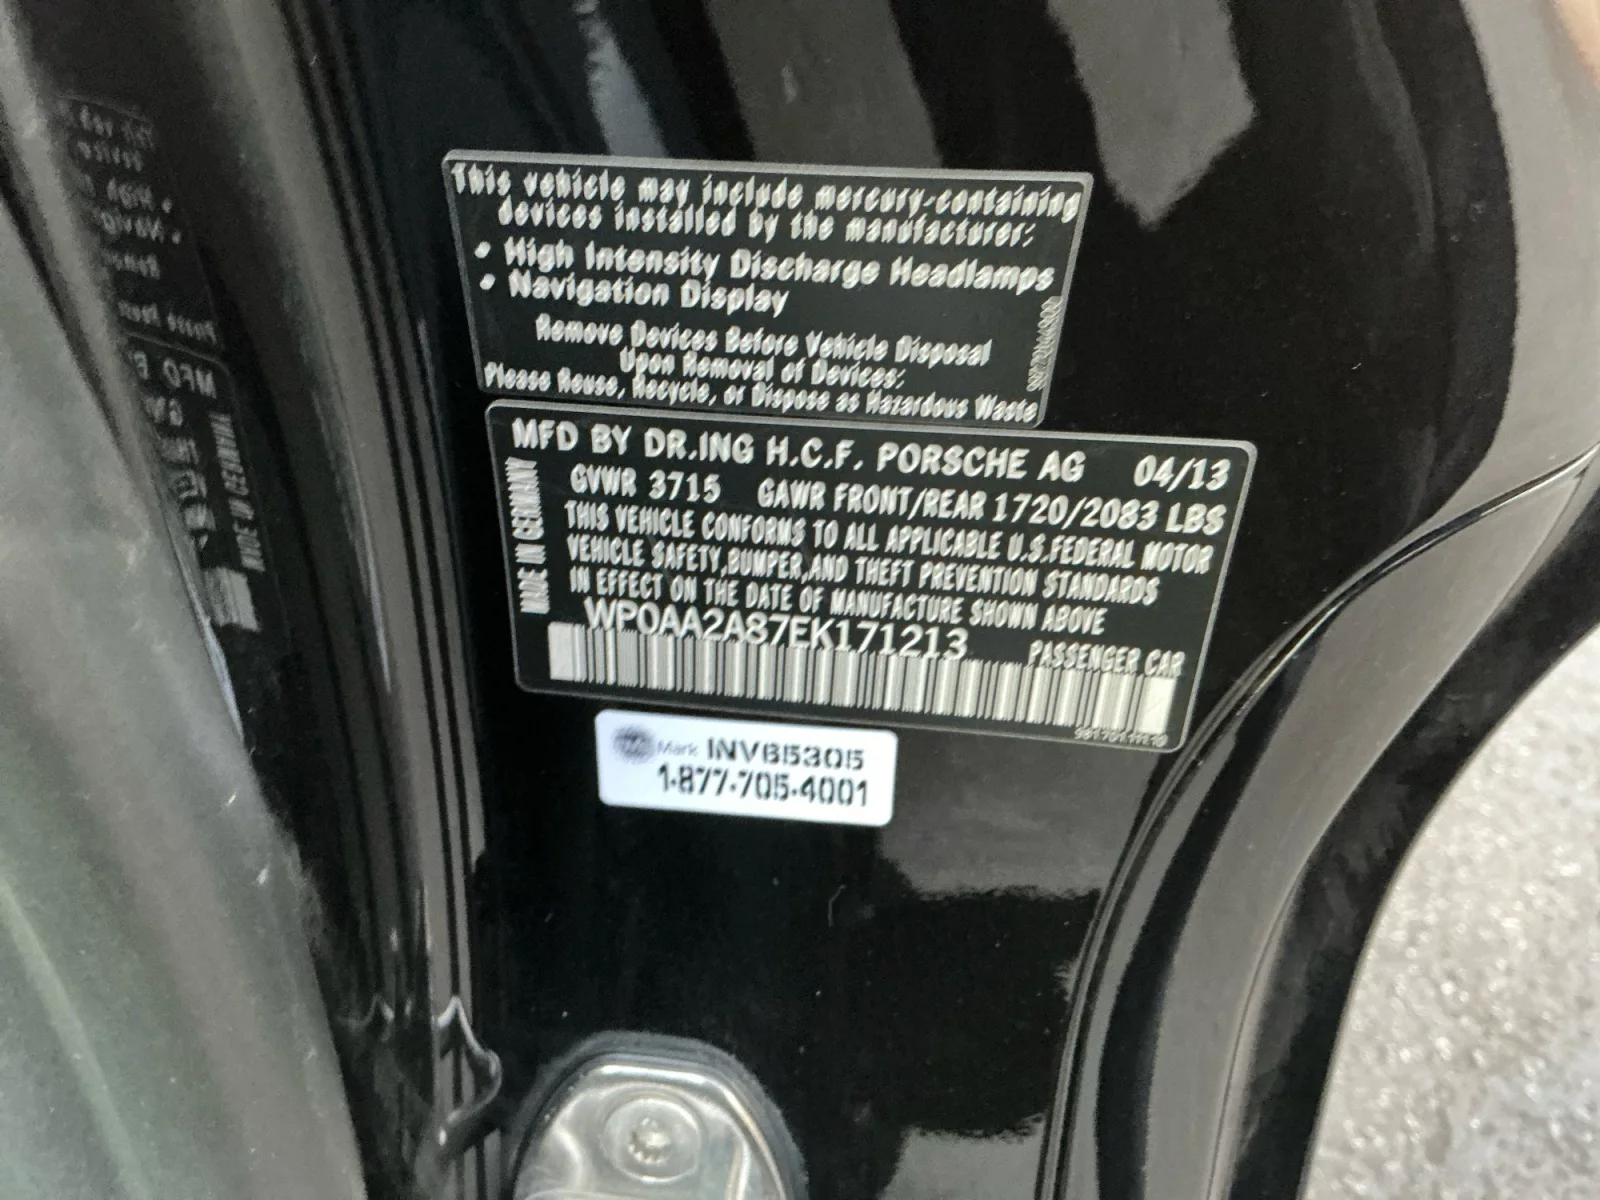 This vehicle may include mercury-containing
devices installed by the manufacturer:
• High Intensity Discharge Headlamps
• Navigation Display
Remove Devices Before Vehicle Disposal
Upon Removal of Devices:
Please Reuse, Recycle, or Dispose as Hazardous Waste
MFD BY DR.ING H.C.F. PORSCHE AG 04/13
GVWR 3715 GAWR FRONT/REAR 1720/2083 LBS
THIS VEHICLE CONFORMS TO ALL APPLICABLE U.S.FEDERAL MOTOR
VEHICLE SAFETY,BUMPER,AND THEFT PREVENTION STANDARDS
IN EFFECT ON THE DATE OF MANUFACTURE SHOWN ABOVE
MADE IN GERMANY
WP0AA2A87EK171213
PASSENGER CAR
Mark INV65305
1-877-705-4001